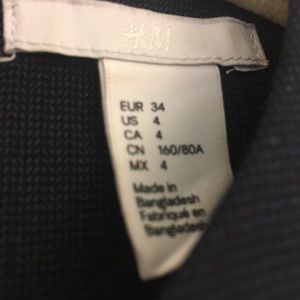 H&M
EUR 34
US 4
CA 4
CN 160/80A
MX 4
Made in
Bangladesh
Fabriqué en
Bangladesh